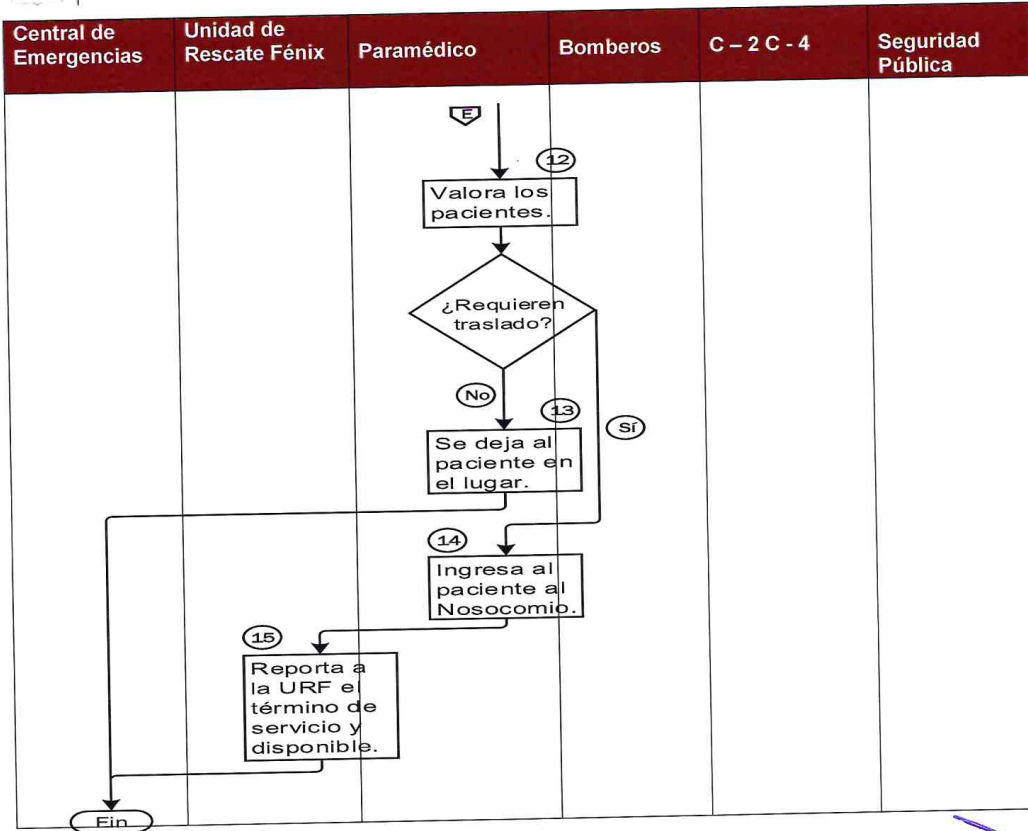 Central de
Emergencias
Unidad de
Rescate Fénix
Paramédico
Bomberos
C – 2 C - 4
Seguridad
Pública
E
12
Valora los
pacientes.
¿Requieren
traslado?
No
13
Sí
Se deja al
paciente en
el lugar.
14
Ingresa al
paciente al
Nosocomio.
15
Reporta a
la URF el
término de
servicio y
disponible.
Fin